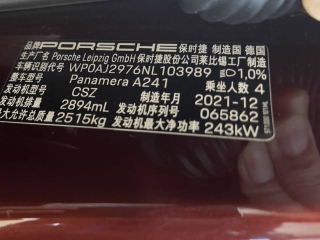 品牌 PORSCHE 保时捷 制造国 德国
生产厂名 Porsche Leipzig GmbH 保时捷股份公司莱比锡工厂制造
车辆识别代号 WP0AJ2976NL103989 1,0%
整车型号 Panamera A241 乘坐人数 4
发动机型号 CSZ 制造年月 2021-12
发动机排量 2894mL 发动机号 065862
大允许总质量 2515kg 发动机最大净功率 243kW